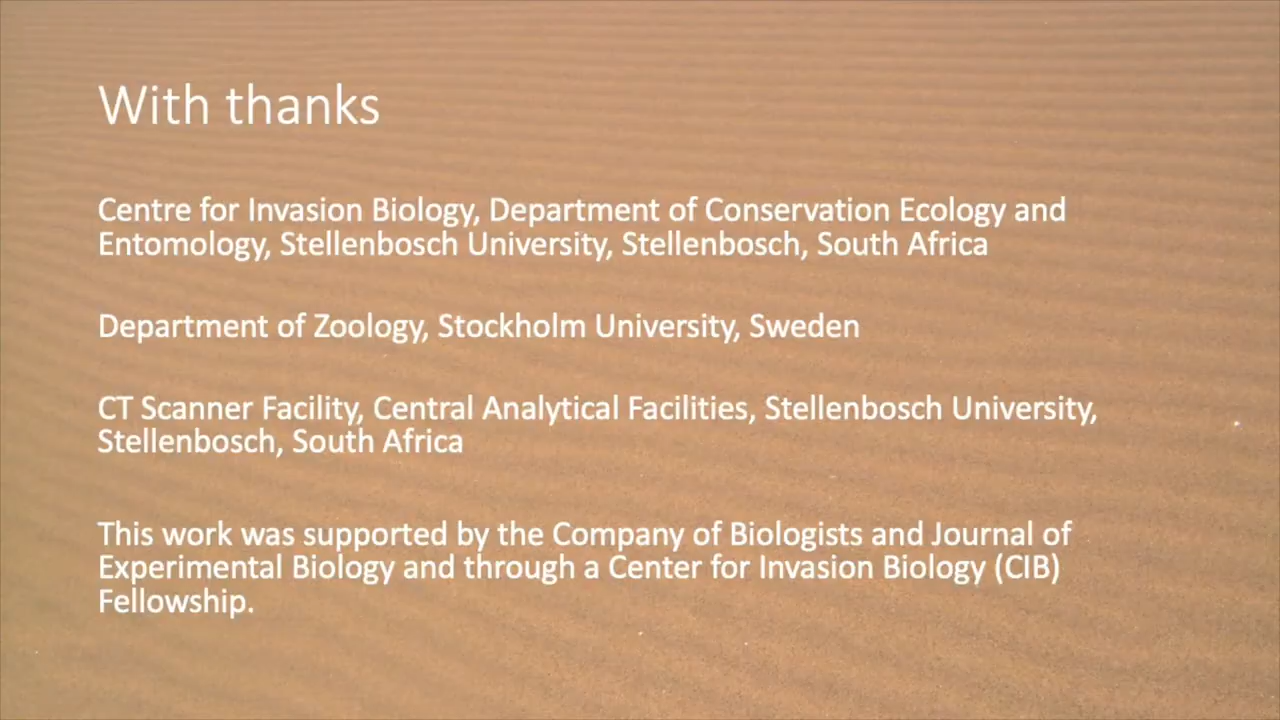 With thanks
Centre for Invasion Biology, Department of Conservation Ecology and
Entomology, Stellenbosch University, Stellenbosch, South Africa
Department of Zoology, Stockholm University, Sweden
CT Scanner Facility, Central Analytical Facilities, Stellenbosch University,
Stellenbosch, South Africa
This work was supported by the Company of Biologists and Journal of
Experimental Biology and through a Center for Invasion Biology (CIB)
Fellowship.